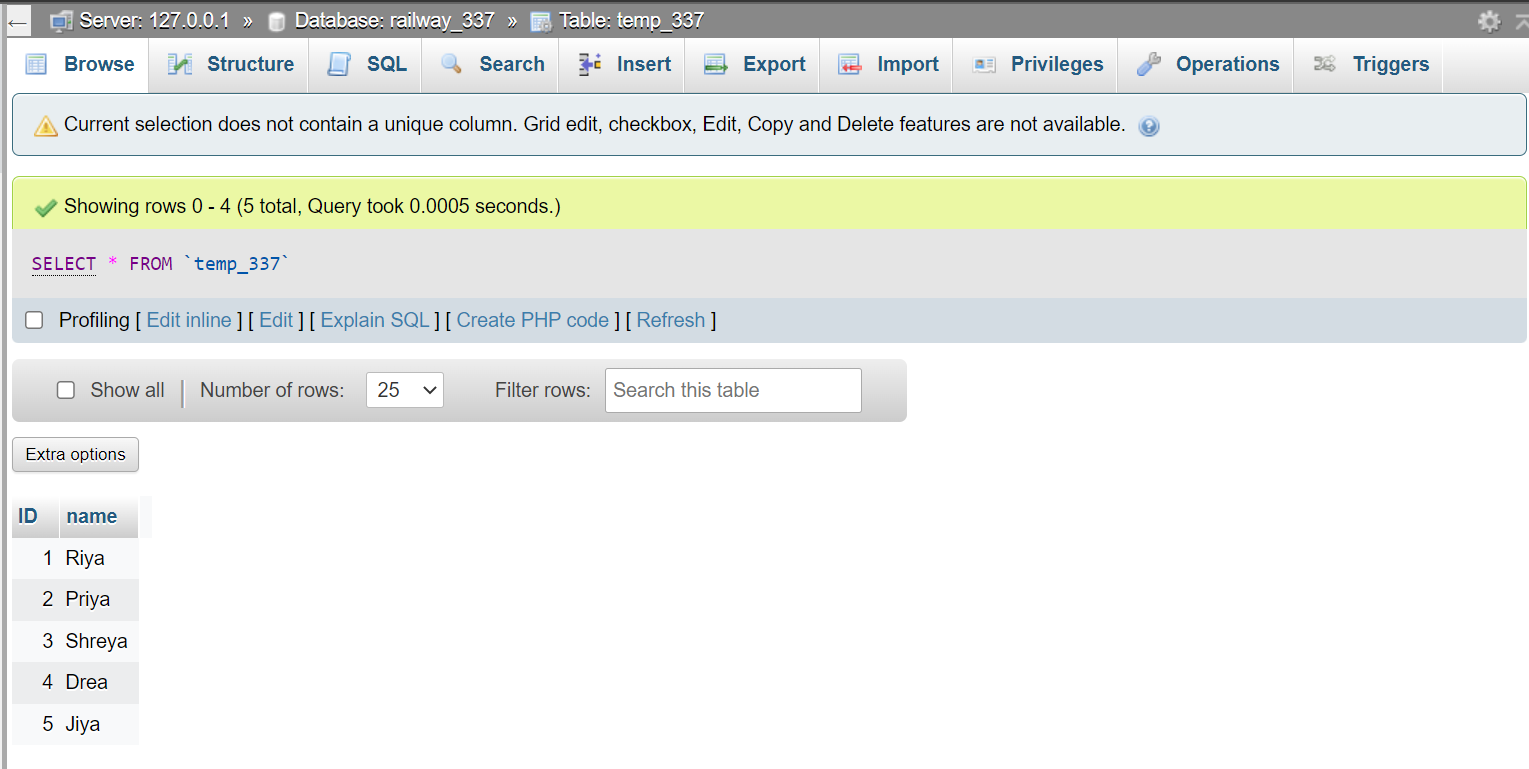 Server: 127.0.0.1 » Database: railway_337 » Table: temp_337
Browse Structure SQL Search Insert Export Import Privileges Operations Triggers
Current selection does not contain a unique column. Grid edit, checkbox, Edit, Copy and Delete features are not available.
Showing rows 0 - 4 (5 total, Query took 0.0005 seconds.)
SELECT * FROM `temp_337`
Profiling [ Edit inline ] [ Edit ] [ Explain SQL ] [ Create PHP code ] [ Refresh ]
Show all | Number of rows: 25 Filter rows: Search this table
Extra options
ID name
1 Riya
2 Priya
3 Shreya
4 Drea
5 Jiya